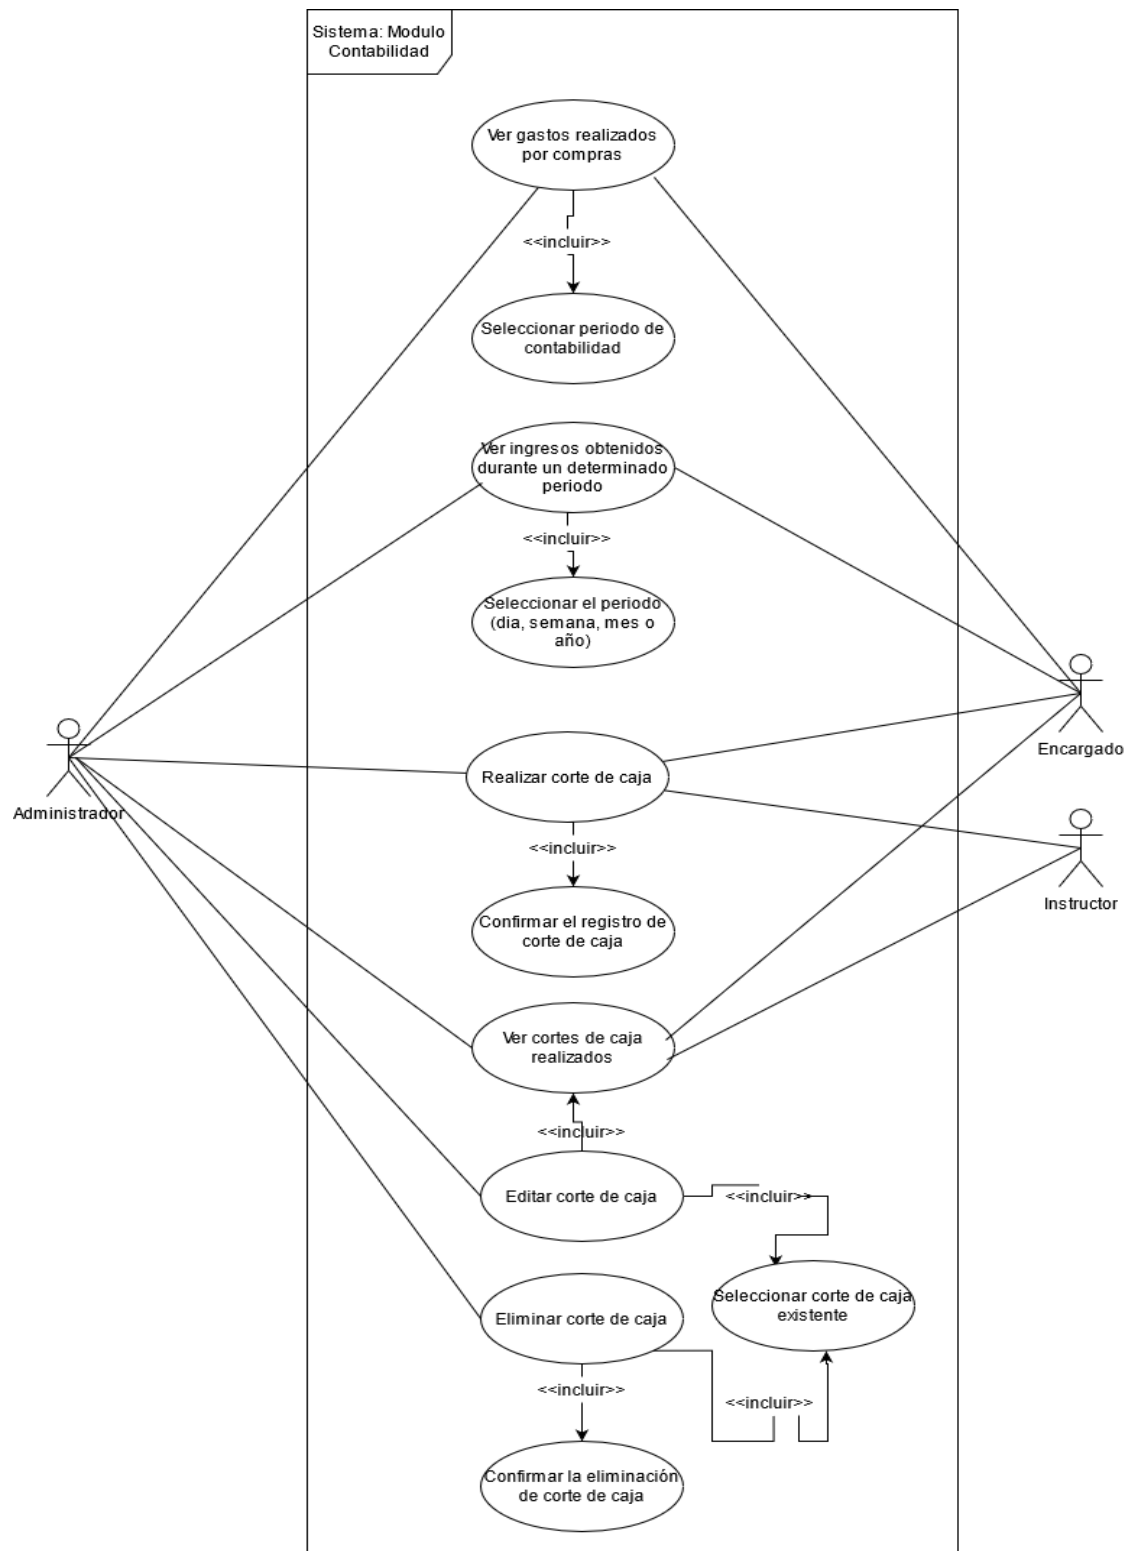 Sistema: Modulo
Contabilidad
Ver gastos realizados
por compras
<<incluir>>
Seleccionar periodo de
contabilidad
Ver ingresos obtenidos
durante un determinado
periodo
<<incluir>>
Seleccionar el periodo
(dia, semana, mes o
año)
Encargado
Realizar corte de caja
Administrador
<<incluir>>
Instructor
Confirmar el registro de
corte de caja
Ver cortes de caja
realizados
<<incluir>>
Editar corte de caja
<<incluir>>
Seleccionar corte de caja
existente
Eliminar corte de caja
<<incluir>>
<<incluir>>
Confirmar la eliminación
de corte de caja